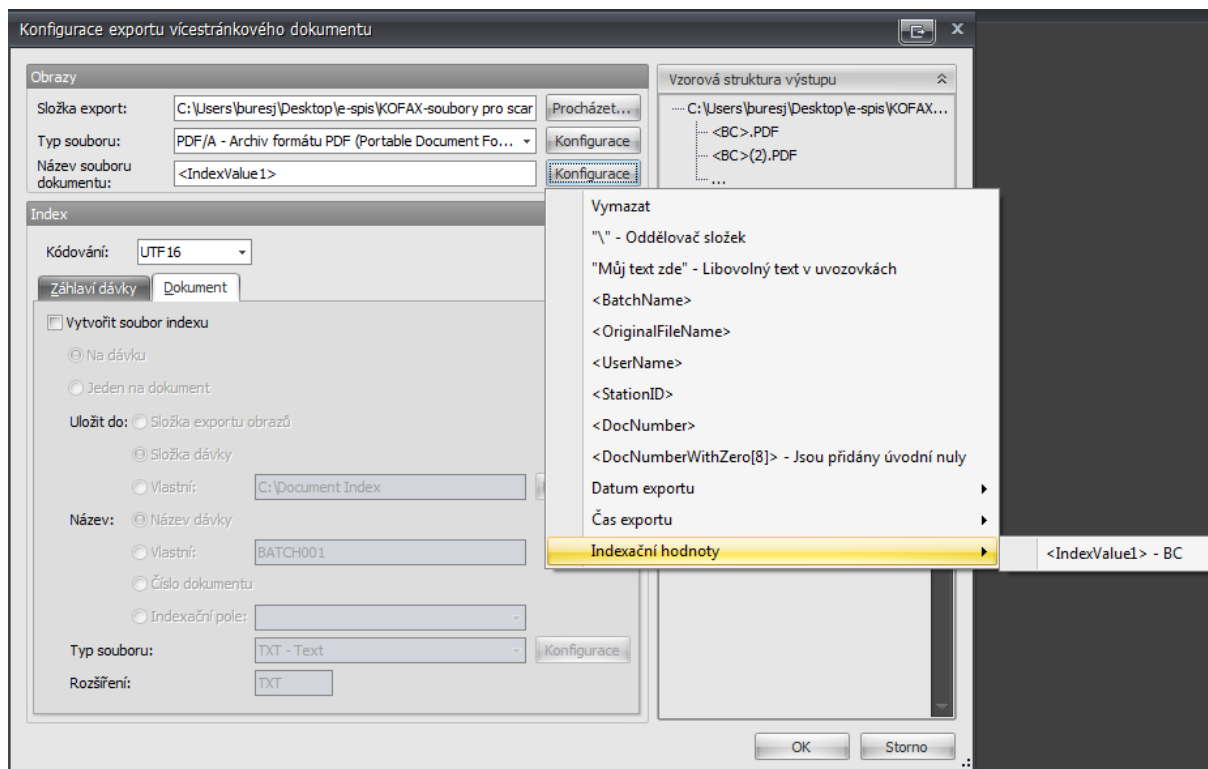 Konfigurace exportu vícestránkového dokumentu
Obrazy
Složka export:
C:\Users\buresj\Desktop\e-spis\KOFAX-soubory pro scar
Procházet...
Typ souboru:
PDF/A - Archiv formátu PDF (Portable Document Fo...
Konfigurace
Název souboru
dokumentu:
<IndexValue1>
Konfigurace
Vzorová struktura výstupu
C:\Users\buresj\Desktop\e-spis\KOFAX...
<BC>.PDF
<BC>(2).PDF
...
Index
Kódování:
UTF16
Záhlaví dávky
Dokument
Vytvořit soubor indexu
Na dávku
Jeden na dokument
Uložit do:
Složka exportu obrazů
Složka dávky
Vlastní:
C:\Document Index
Název:
Název dávky
Vlastní:
BATCH001
Číslo dokumentu
Indexační pole:
Typ souboru:
TXT - Text
Konfigurace
Rozšíření:
TXT
Vymazat
"\" - Oddělovač složek
"Můj text zde" - Libovolný text v uvozovkách
<BatchName>
<OriginalFileName>
<UserName>
<StationID>
<DocNumber>
<DocNumberWithZero[8]> - Jsou přidány úvodní nuly
Datum exportu
Čas exportu
Indexační hodnoty
<IndexValue1> - BC
OK
Storno